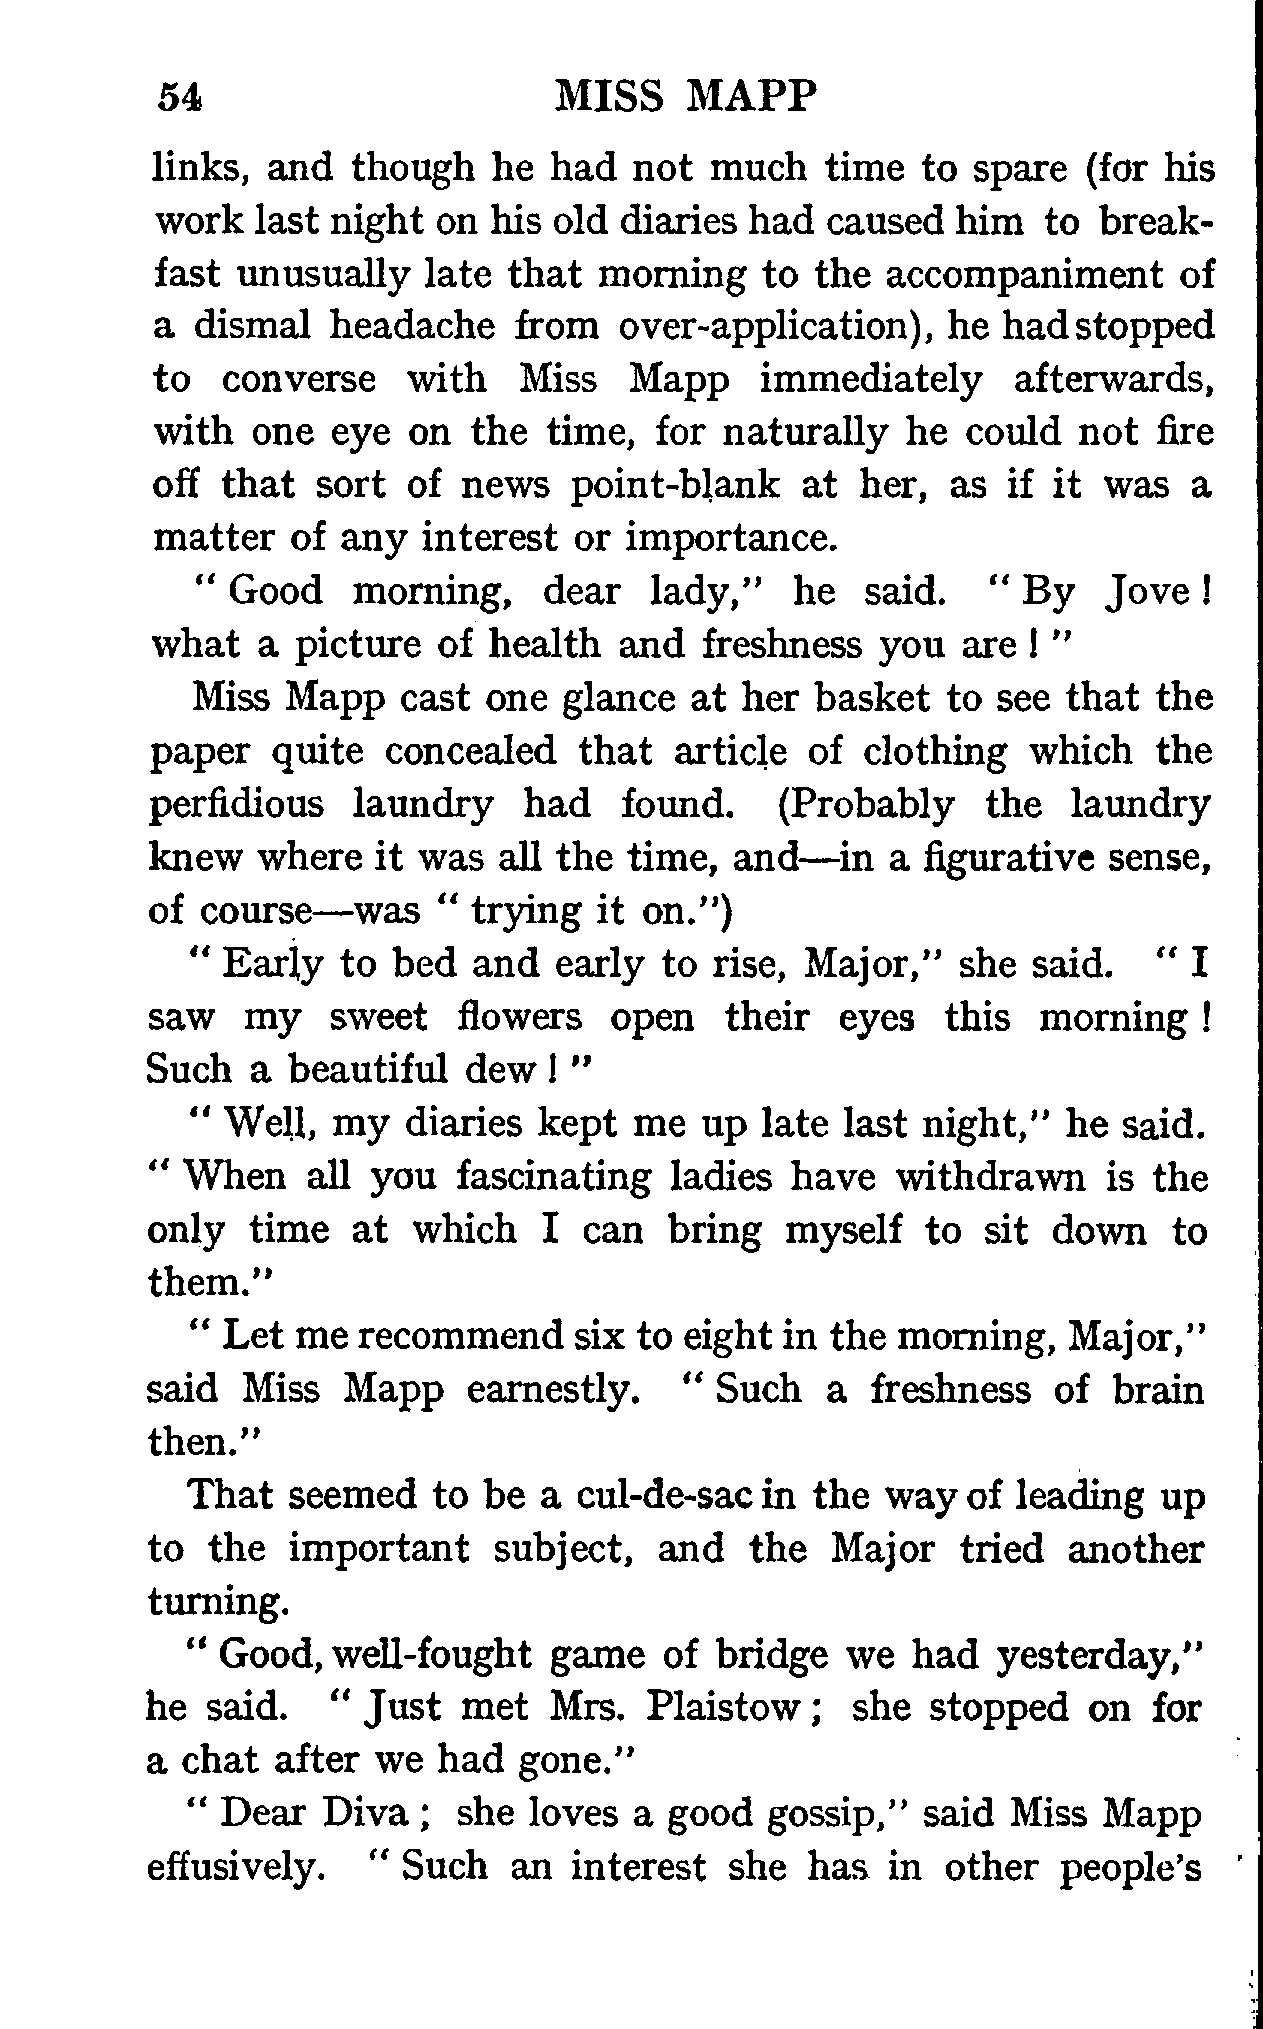 54 MISS MAPP
links, and though he had not much time to spare (for his
work last night on his old diaries had caused him to break-
fast unusually late that morning to the accompaniment of
a dismal headache from over-application), he had stopped
to converse with Miss Mapp immediately afterwards,
with one eye on the time, for naturally he could not fire
off that sort of news point-blank at her, as if it was a
matter of any interest or importance.
“ Good morning, dear lady,” he said. “ By Jove !
what a picture of health and freshness you are ! ”
Miss Mapp cast one glance at her basket to see that the
paper quite concealed that article of clothing which the
perfidious laundry had found. (Probably the laundry
knew where it was all the time, and—in a figurative sense,
of course—was “ trying it on.”)
“ Early to bed and early to rise, Major,” she said. “ I
saw my sweet flowers open their eyes this morning !
Such a beautiful dew ! ”
“ Well, my diaries kept me up late last night,” he said.
“ When all you fascinating ladies have withdrawn is the
only time at which I can bring myself to sit down to
them.”
“ Let me recommend six to eight in the morning, Major,”
said Miss Mapp earnestly. “ Such a freshness of brain
then.”
That seemed to be a cul-de-sac in the way of leading up
to the important subject, and the Major tried another
turning.
“ Good, well-fought game of bridge we had yesterday,”
he said. “ Just met Mrs. Plaistow ; she stopped on for
a chat after we had gone.”
“ Dear Diva ; she loves a good gossip,” said Miss Mapp
effusively. “ Such an interest she has in other people’s